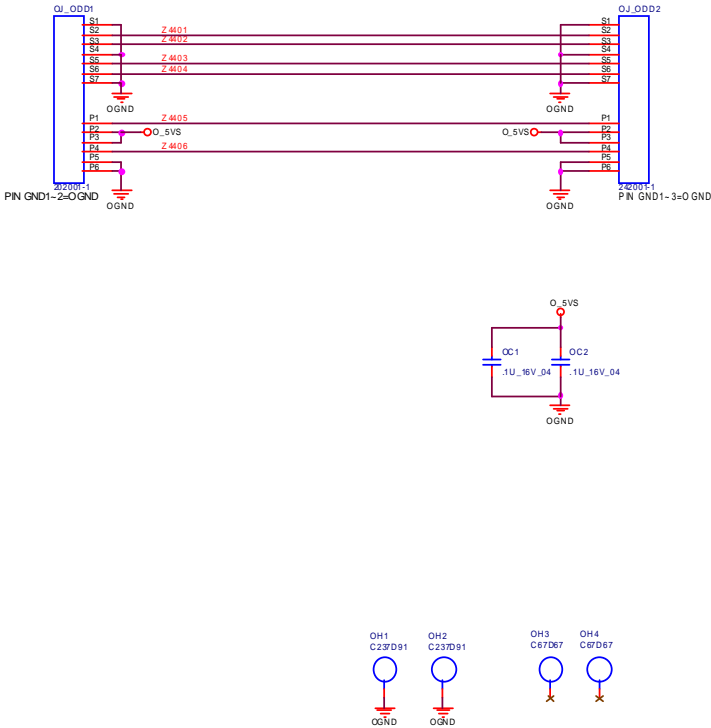 OJ_ODD1
S1
S2
S3
S4
S5
S6
S7
P1
P2
P3
P4
P5
P6
202001-1
PIN GND1~2=OGND
Z4401
Z4402
Z4403
Z4404
OGND
Z4405
O_5VS
Z4406
OGND
OJ_ODD2
S1
S2
S3
S4
S5
S6
S7
OGND
O_5VS
P1
P2
P3
P4
P5
P6
242001-1
PIN GND1~3=OGND
OGND
O_5VS
OC1
.1U_16V_04
OC2
.1U_16V_04
OGND
OH1
C237D91
OGND
OH2
C237D91
OGND
OH3
C67D67
OH4
C67D67